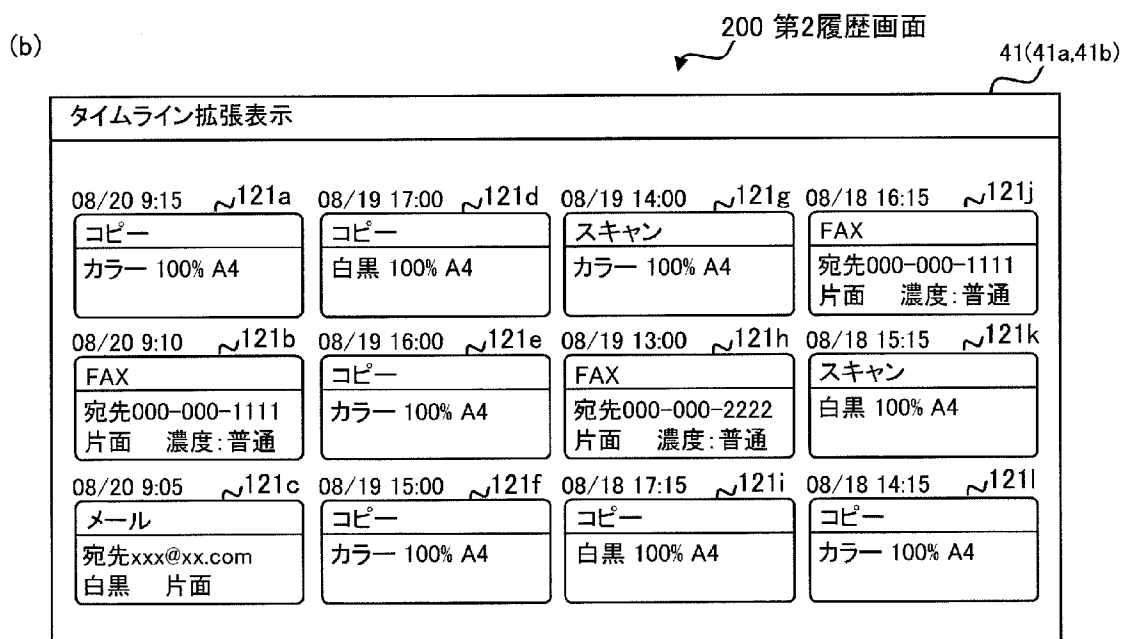 (b)
200 第2履歴画面
41(41a,41b)
タイムライン拡張表示
08/20 9:15 121a
コピー
カラー 100% A4
08/20 9:10 121b
FAX
宛先000-000-1111
片面 濃度:普通
08/20 9:05 121c
メール
宛先xxx@xx.com
白黒 片面
08/19 17:00 121d
コピー
白黒 100% A4
08/19 16:00 121e
コピー
カラー 100% A4
08/19 15:00 121f
コピー
カラー 100% A4
08/19 14:00 121g
スキャン
カラー 100% A4
08/19 13:00 121h
FAX
宛先000-000-2222
片面 濃度:普通
08/18 17:15 121i
コピー
白黒 100% A4
08/18 16:15 121j
FAX
宛先000-000-1111
片面 濃度:普通
08/18 15:15 121k
スキャン
白黒 100% A4
08/18 14:15 121l
コピー
カラー 100% A4